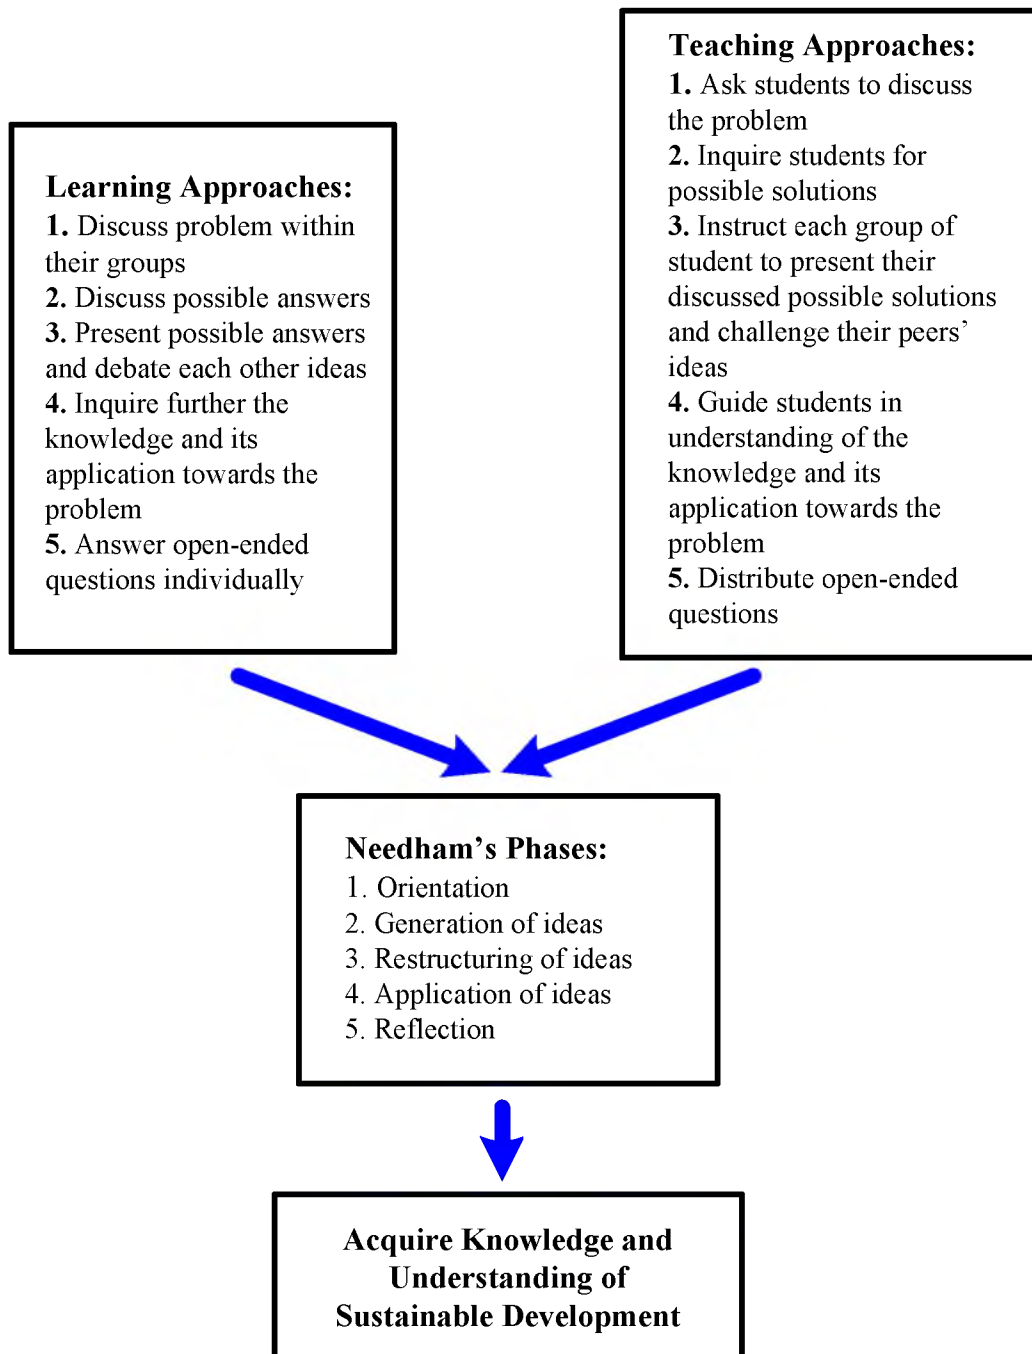 Learning Approaches:
1. Discuss problem within
their groups
2. Discuss possible answers
3. Present possible answers
and debate each other ideas
4. Inquire further the
knowledge and its
application towards the
problem
5. Answer open-ended
questions individually
Teaching Approaches:
1. Ask students to discuss
the problem
2. Inquire students for
possible solutions
3. Instruct each group of
student to present their
discussed possible solutions
and challenge their peers’
ideas
4. Guide students in
understanding of the
knowledge and its
application towards the
problem
5. Distribute open-ended
questions
Needham’s Phases:
1. Orientation
2. Generation of ideas
3. Restructuring of ideas
4. Application of ideas
5. Reflection
Acquire Knowledge and
Understanding of
Sustainable Development